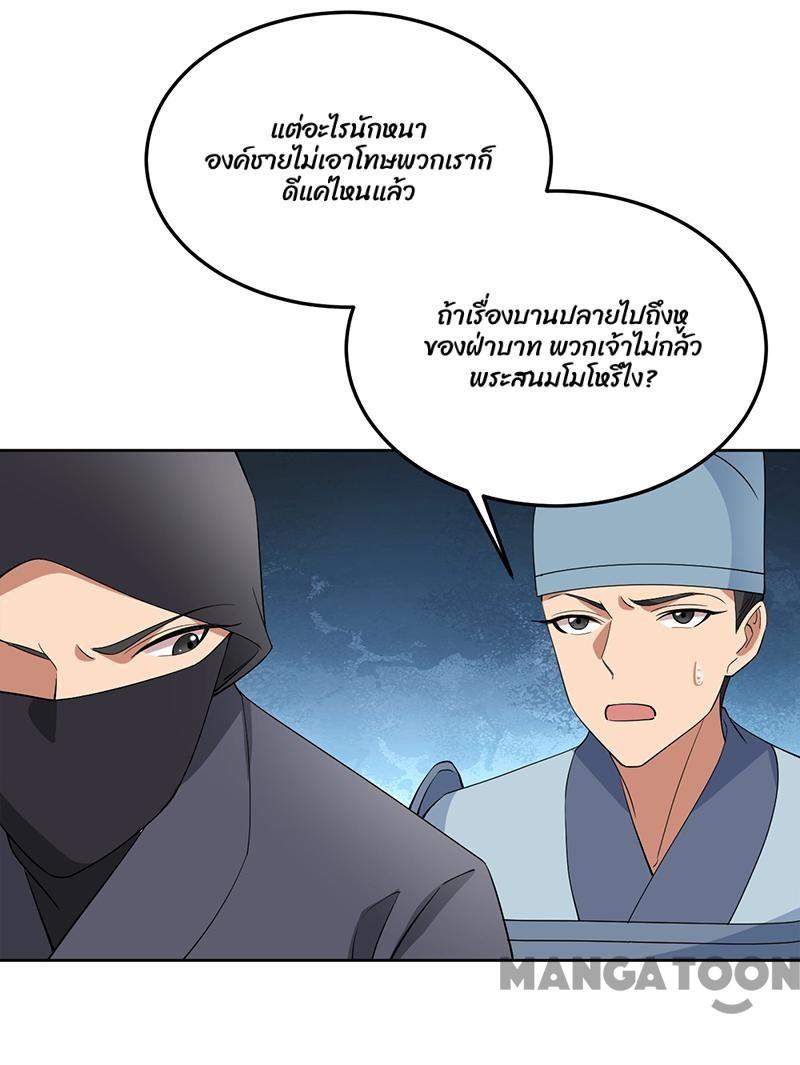 แต่อะไรนักหนา
องค์ชายไม่เอาโทษพวกเราก็
ดีแค่ไหนแล้ว
ถ้าเรื่องบานปลายไปถึงหู
ของฝ่าบาท พวกเจ้าไม่กลัว
พระสนมโมโหรึไง?
MANGATOON